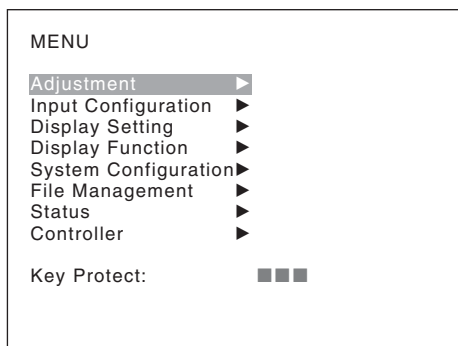 MENU
Adjustment ▶
Input Configuration ▶
Display Setting ▶
Display Function ▶
System Configuration▶
File Management ▶
Status ▶
Controller ▶
Key Protect: ■■■